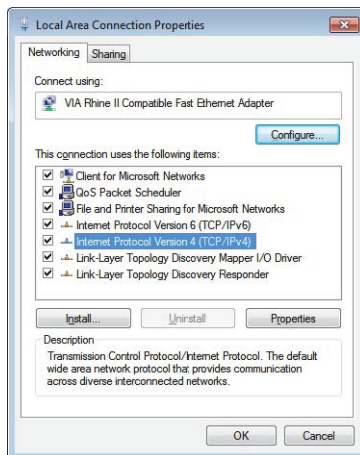 Local Area Connection Properties
Networking
Sharing
Connect using:
VIA Rhine II Compatible Fast Ethernet Adapter
Configure...
This connection uses the following items:
Client for Microsoft Networks
QoS Packet Scheduler
File and Printer Sharing for Microsoft Networks
Internet Protocol Version 6 (TCP/IPv6)
Internet Protocol Version 4 (TCP/IPv4)
Link-Layer Topology Discovery Mapper I/O Driver
Link-Layer Topology Discovery Responder
Install...
Uninstall
Properties
Description
Transmission Control Protocol/Internet Protocol. The default
wide area network protocol that provides communication
across diverse interconnected networks.
OK
Cancel